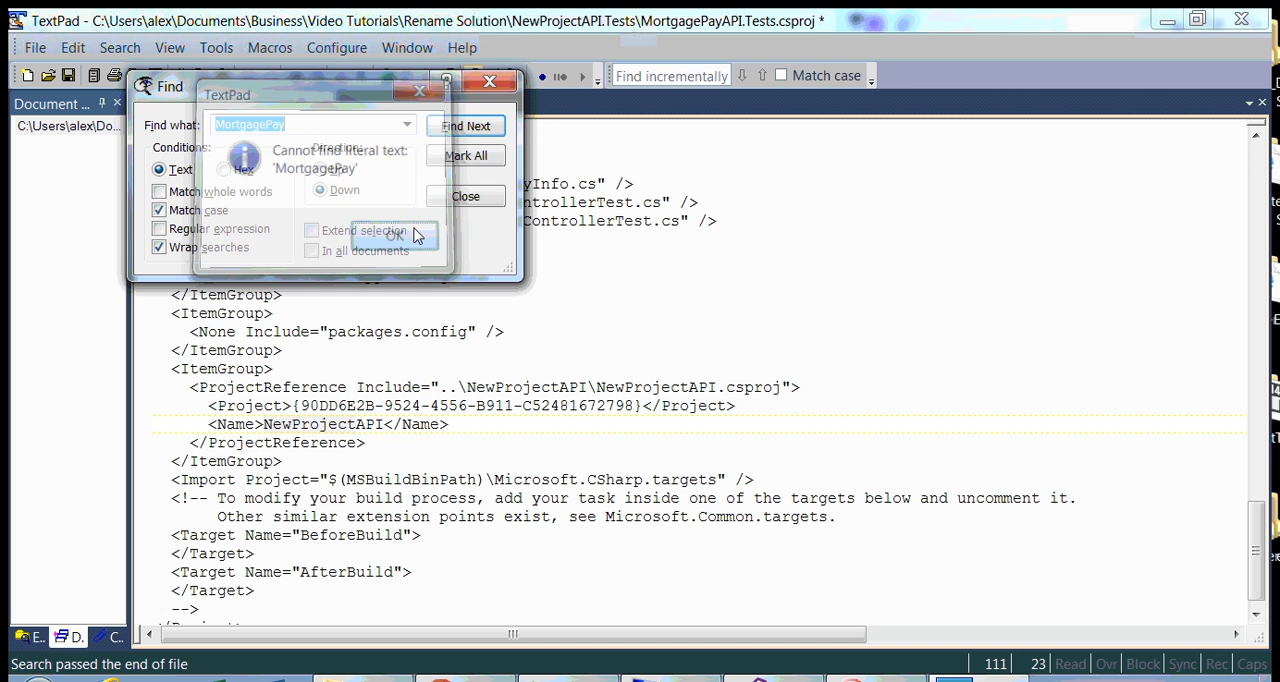 TextPad - C:\Users\alex\Documents\Business\Video Tutorials\Rename Solution\NewProjectAPI.Tests\MortgagePayAPI.Tests.csproj *
File Edit Search View Tools Macros Configure Window Help
Find incrementally Match case
Document ...
C:\Users\alex\Do...
Find
TextPad
Find what: MortgagePay Find Next
Conditions: Cannot find literal text:
'MortgagePay'
Mark All
Text Hex
Down
Match whole words
Close
Match case
Regular expression Extend selection OK
Wrap searches In all documents
yInfo.cs" />
ntrollerTest.cs" />
ControllerTest.cs" />
</ItemGroup>
<ItemGroup>
<None Include="packages.config" />
</ItemGroup>
<ItemGroup>
<ProjectReference Include="..\NewProjectAPI\NewProjectAPI.csproj">
<Project>{90DD6E2B-9524-4556-B911-C52481672798}</Project>
<Name>NewProjectAPI</Name>
</ProjectReference>
</ItemGroup>
<Import Project="$(MSBuildBinPath)\Microsoft.CSharp.targets" />
<!-- To modify your build process, add your task inside one of the targets below and uncomment it.
Other similar extension points exist, see Microsoft.Common.targets.
<Target Name="BeforeBuild">
</Target>
<Target Name="AfterBuild">
</Target>
-->
E.. D. C...
Search passed the end of file 111 23 Read Ovr Block Sync Rec Caps